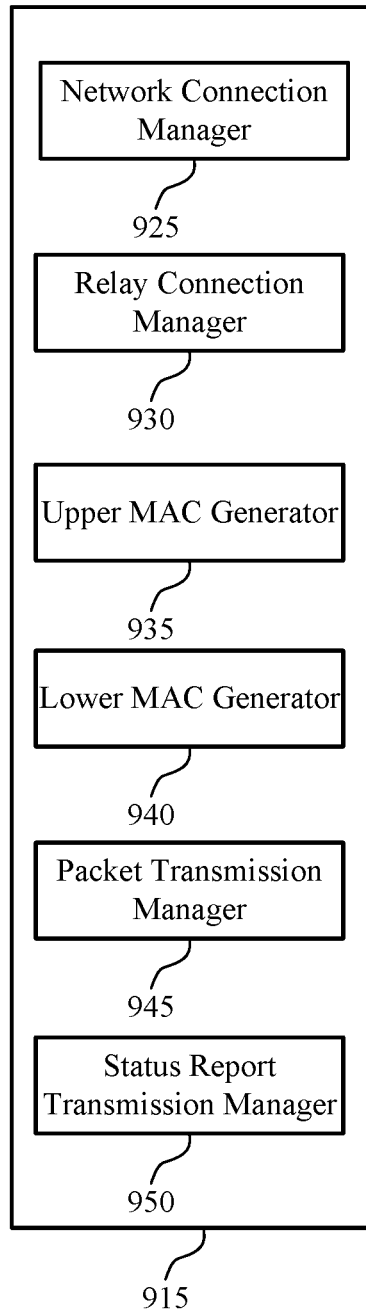 Network Connection
Manager
925
Relay Connection
Manager
930
Upper MAC Generator
935
Lower MAC Generator
940
Packet Transmission
Manager
945
Status Report
Transmission Manager
950
915